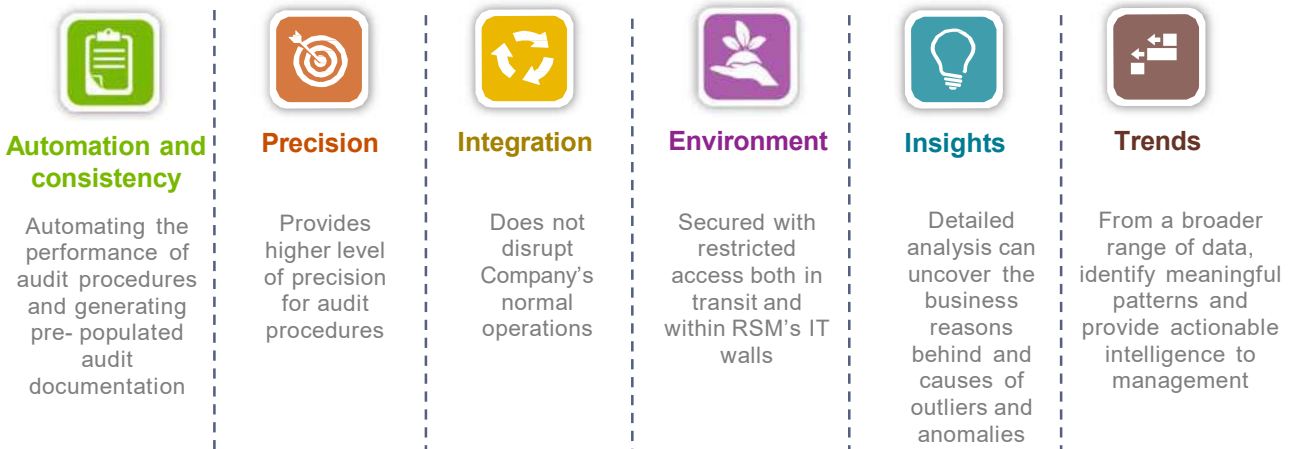 Automation and
consistency
Automating the
performance of
audit procedures
and generating
pre- populated
audit
documentation
Precision
Provides
higher level
of precision
for audit
procedures
Integration
Does not
disrupt
Company’s
normal
operations
Environment
Secured with
restricted
access both in
transit and
within RSM’s IT
walls
Insights
Detailed
analysis can
uncover the
business
reasons
behind and
causes of
outliers and
anomalies
Trends
From a broader
range of data,
identify meaningful
patterns and
provide actionable
intelligence to
management